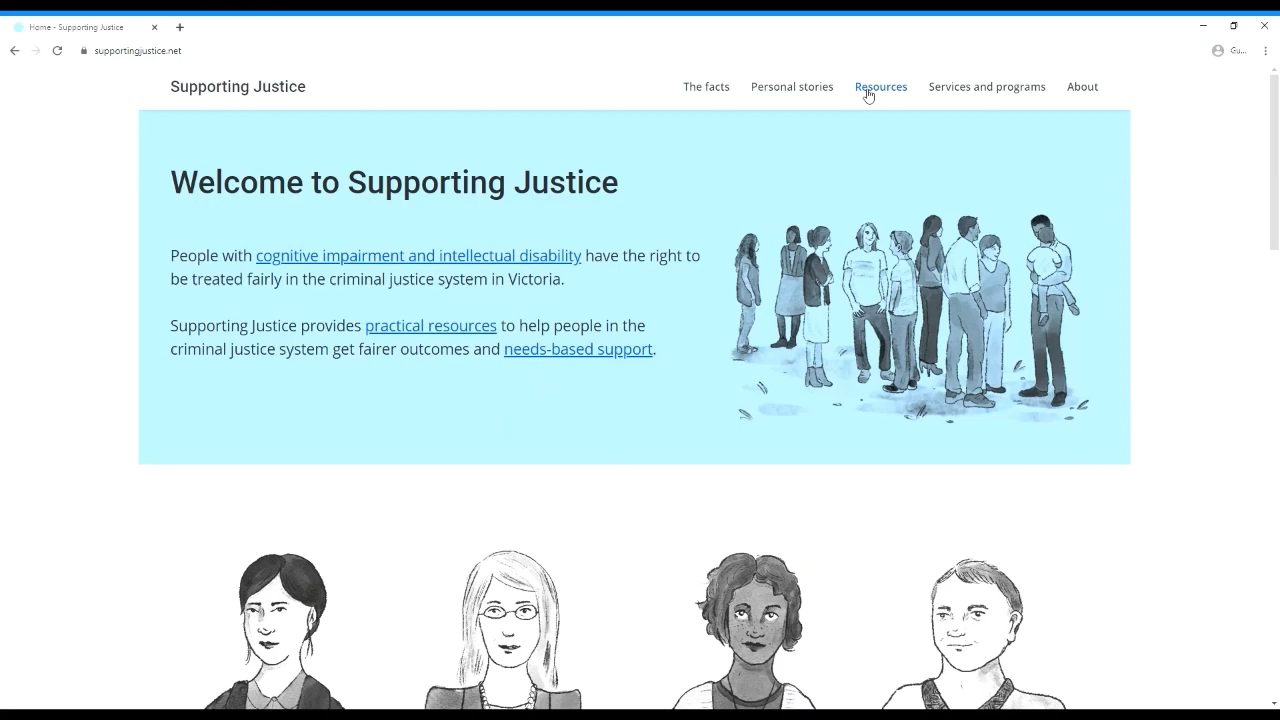 Home - Supporting Justice
supportingjustice.net
Gu...
Supporting Justice
The facts
Personal stories
Resources
Services and programs
About
Welcome to Supporting Justice
People with cognitive impairment and intellectual disability have the right to
be treated fairly in the criminal justice system in Victoria.
Supporting Justice provides practical resources to help people in the
criminal justice system get fairer outcomes and needs-based support.